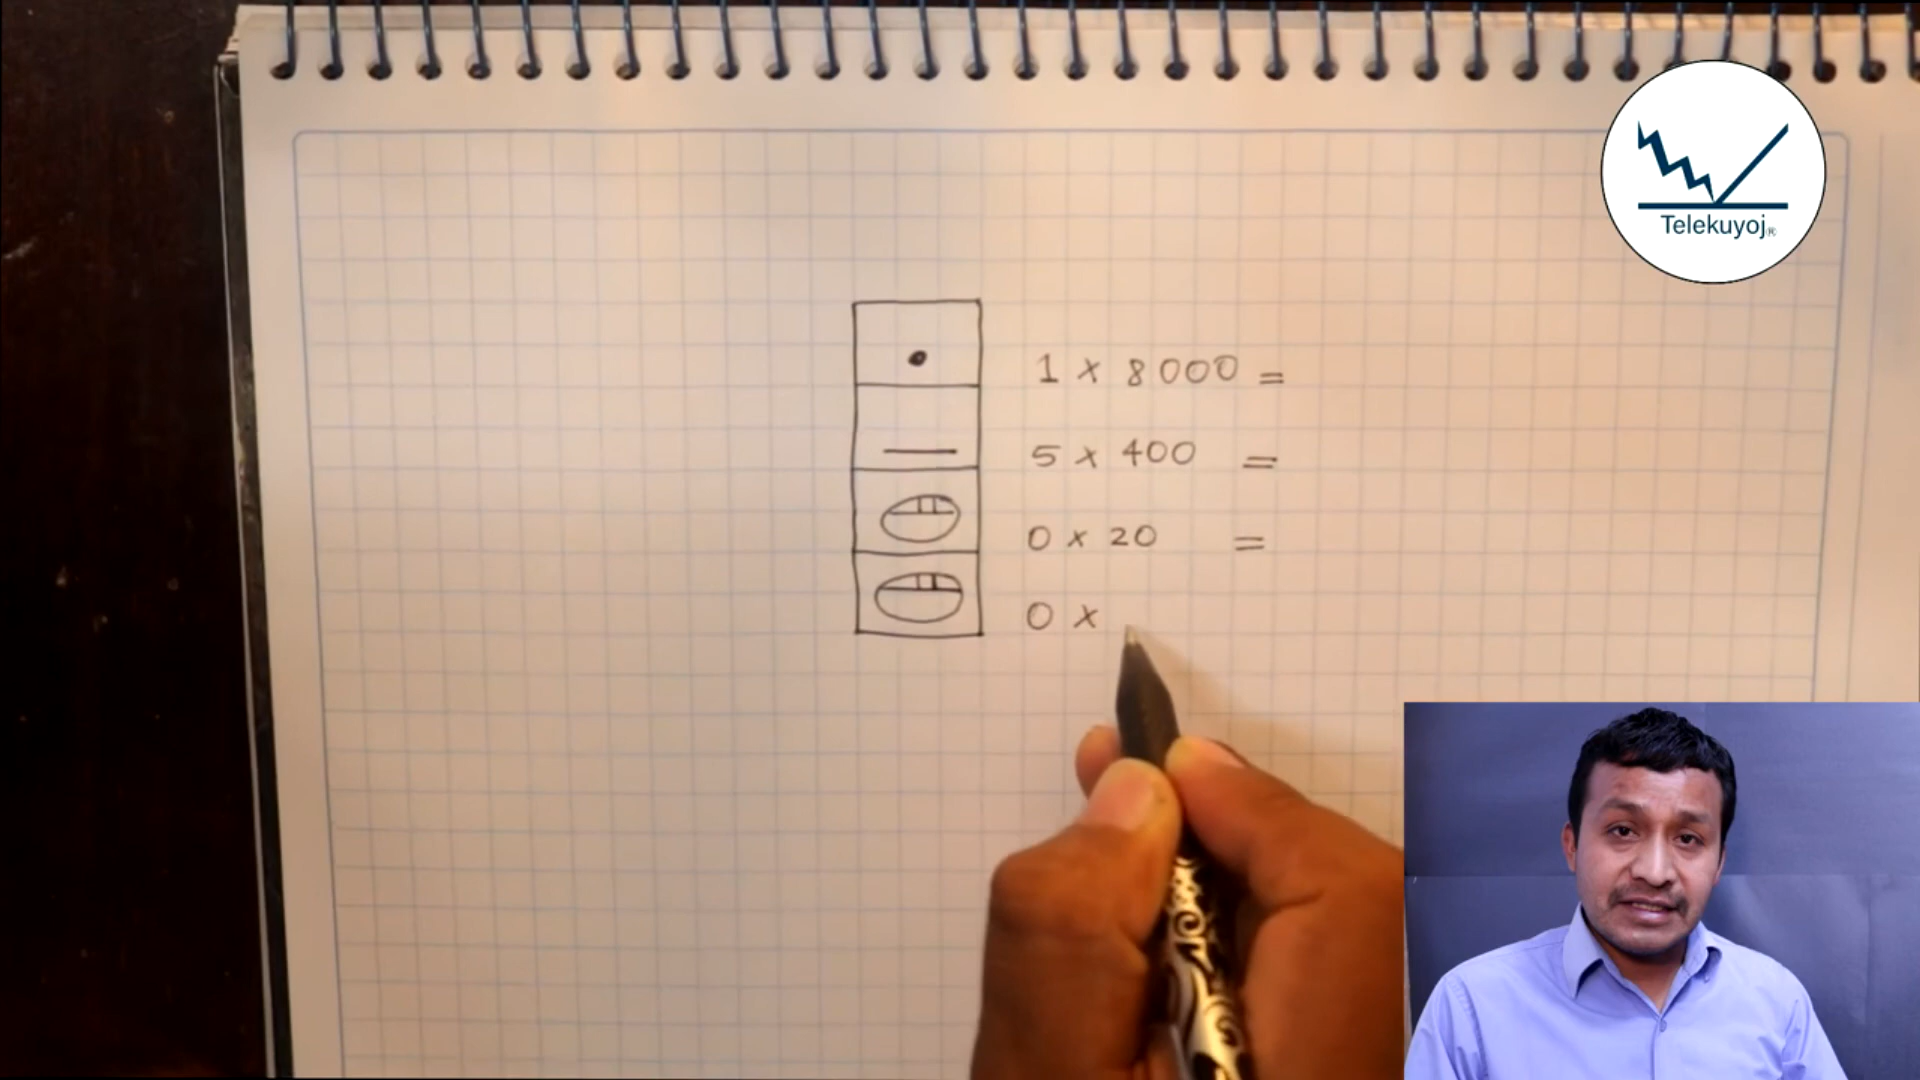 Telekuyoj®
1 x 8000 =
5 x 400 =
0 x 20 =
0 x